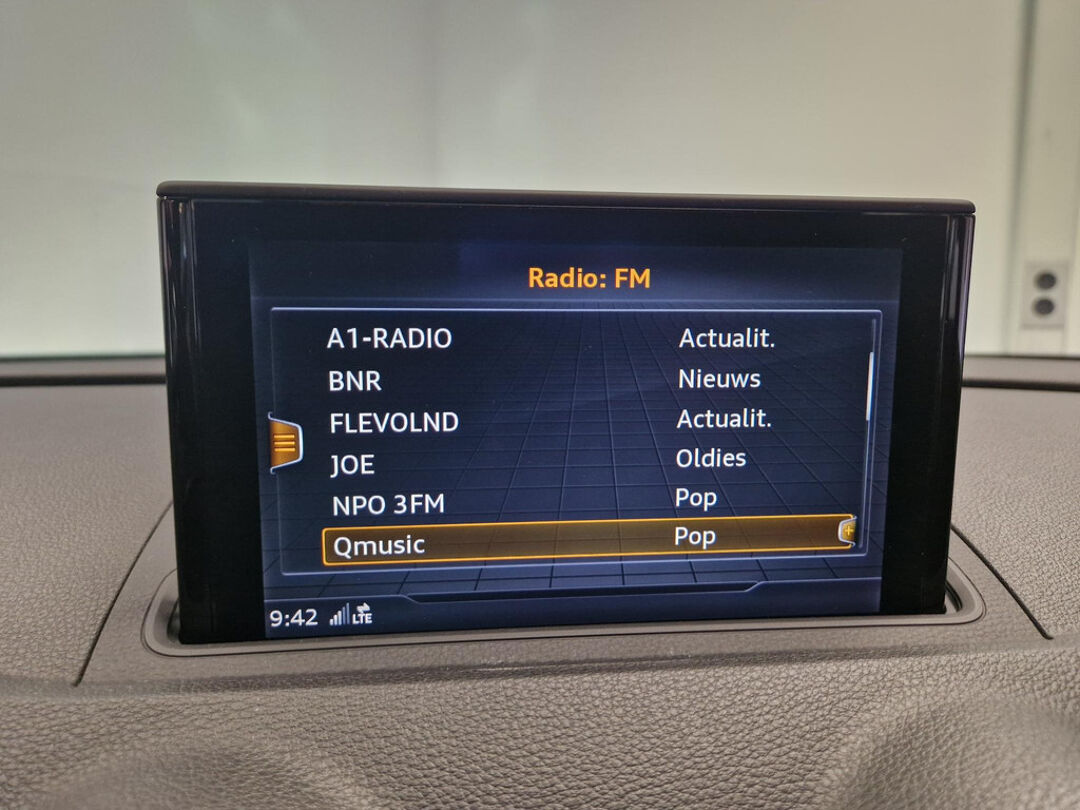 Radio: FM
A1-RADIO Actualit.
BNR Nieuws
FLEVOLND Actualit.
JOE Oldies
NPO 3FM Pop
Qmusic Pop
9:42 LTE